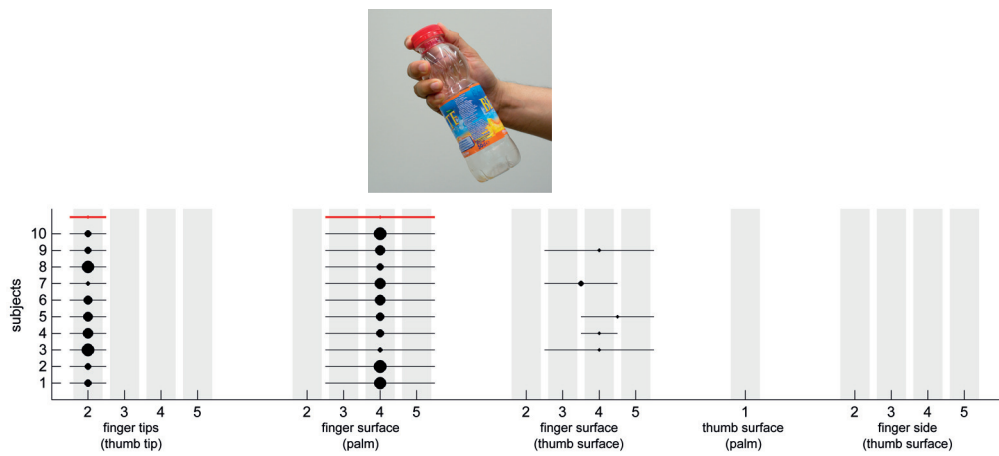 subjects
10
9
8
7
6
5
4
3
2
1
2 3 4 5 2 3 4 5 2 3 4 5 1 2 3 4 5
finger tips finger surface finger surface thumb surface finger side
(thumb tip) (palm) (thumb surface) (palm) (thumb surface)